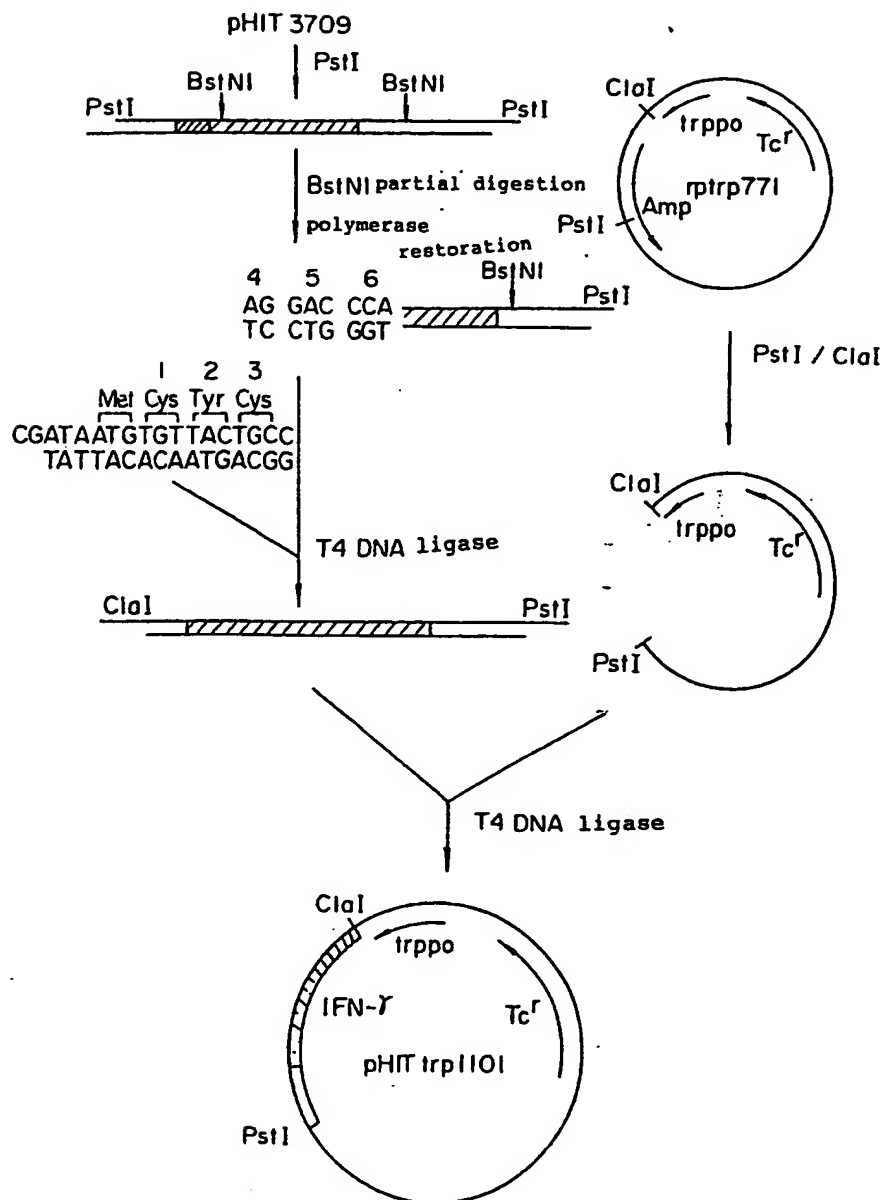 pHIT 3709
PstI
BstNI
BstNI
PstI
PstI
ClaI
trppo
Tcr
rptrp771
Amp
PstI
BstNI partial digestion
polymerase
restoration
BstNI
PstI
4 5 6
AG GAC CCA
TC CTG GGT
PstI / ClaI
1 2 3
Met Cys Tyr Cys
CGATAATGTGTTACTGCC
TATTACACAATGACGG
T4 DNA ligase
ClaI
PstI
ClaI
trppo
Tcr
PstI
T4 DNA ligase
ClaI
trppo
IFN-γ
Tcr
pHIT trp1101
PstI